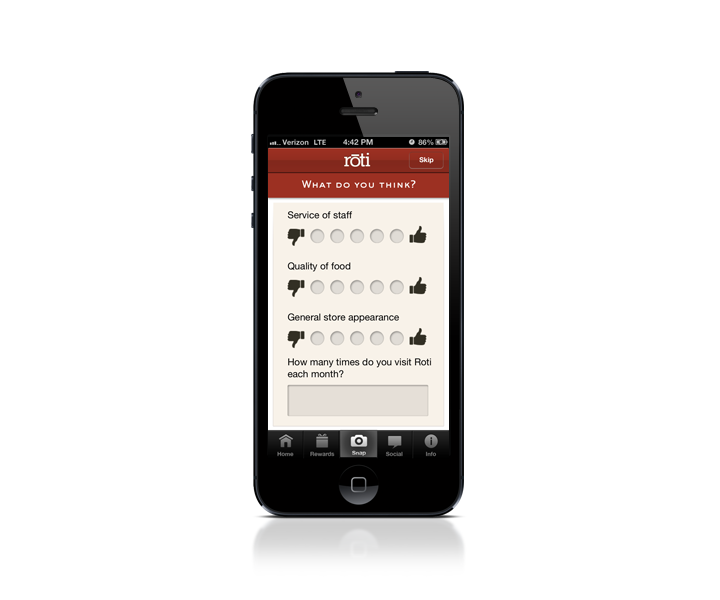 Verizon LTE 4:42 PM 86%
rōti Skip
WHAT DO YOU THINK?
Service of staff
Quality of food
General store appearance
How many times do you visit Roti
each month?
Home Rewards Snap Social Info